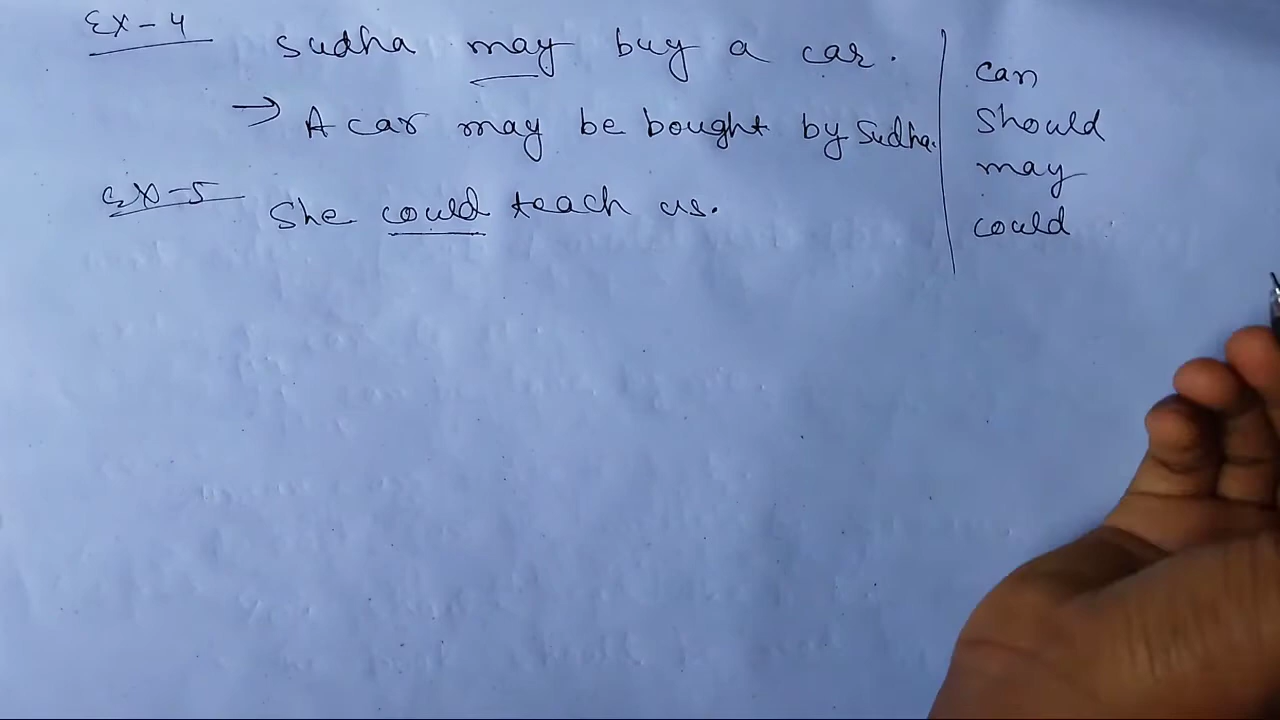 Ex-4 Sudha may buy a car.
→ A car may be bought by Sudha.
Ex-5 She could teach us.
can
should
may
could